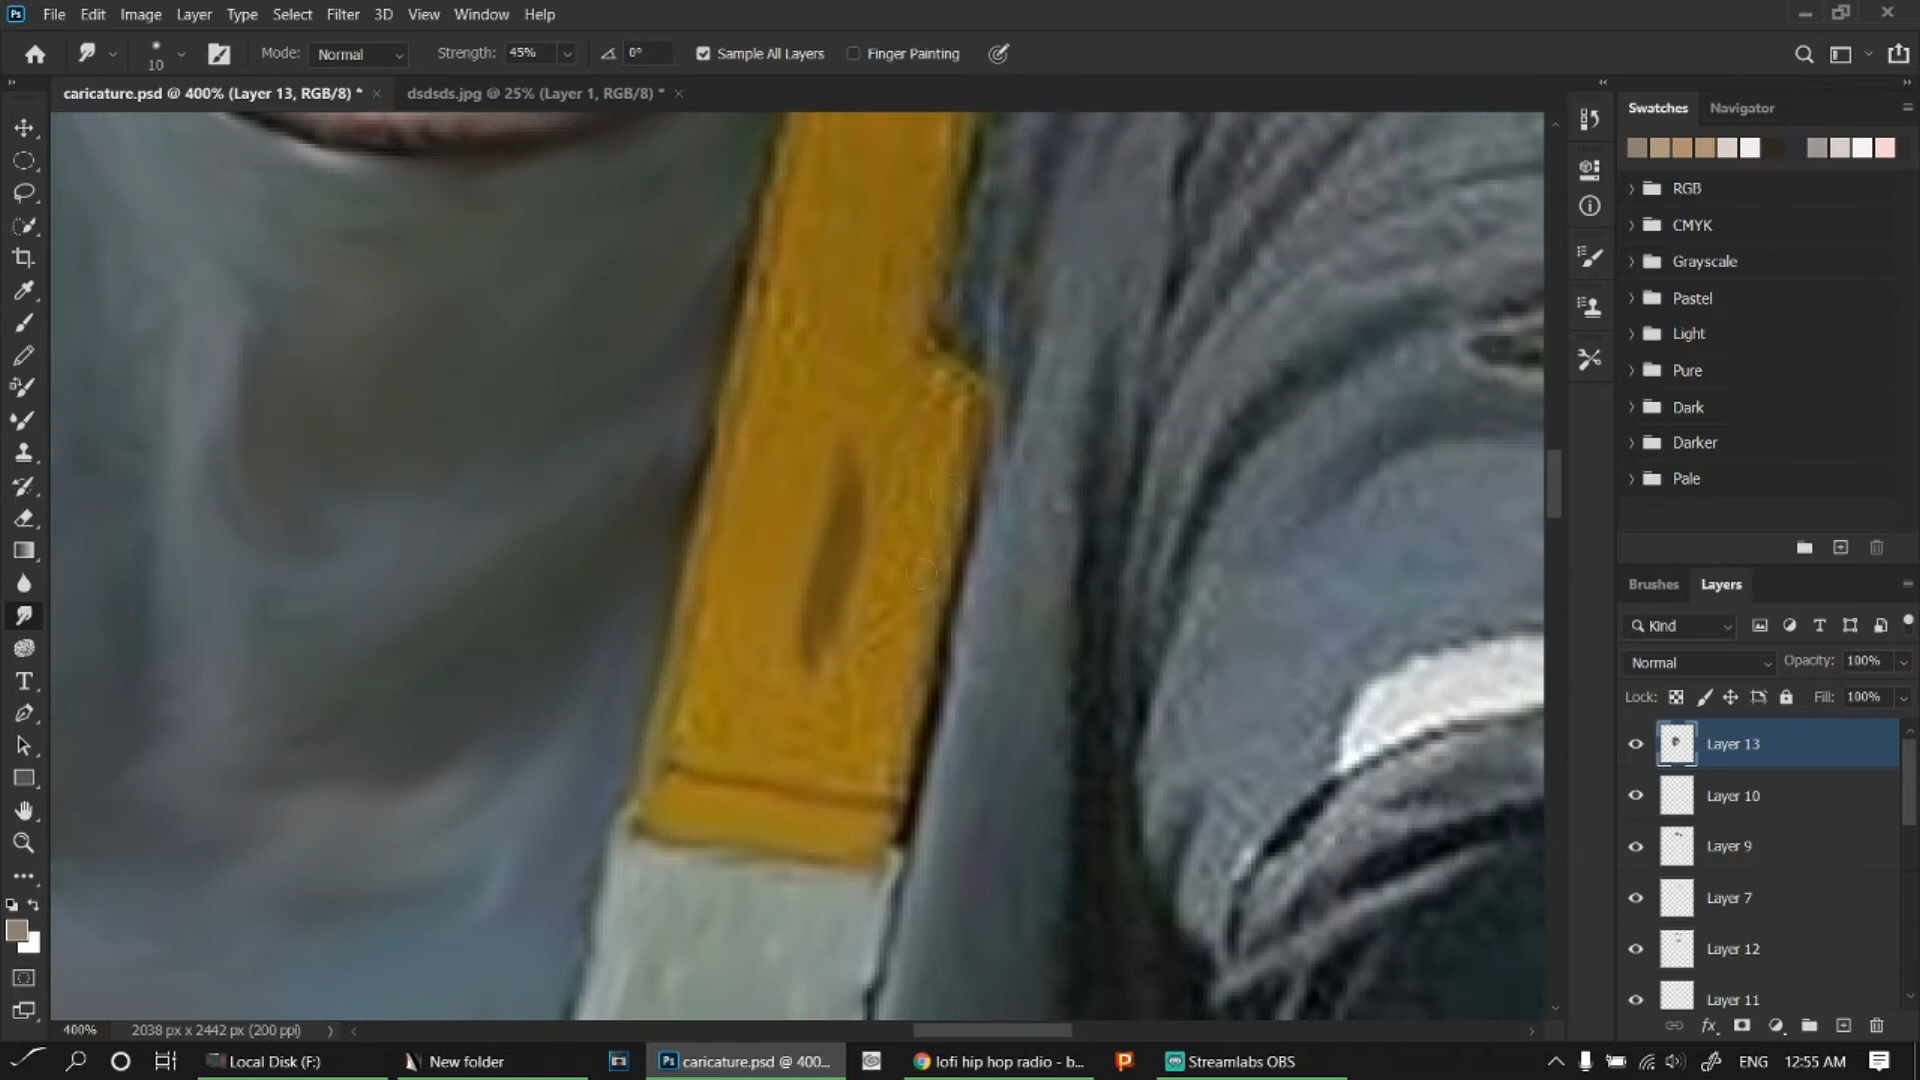 Ps File Edit Image Layer Type Select Filter 3D View Window Help
10 Mode: Normal Strength: 45% 0° Sample All Layers Finger Painting
caricature.psd @ 400% (Layer 13, RGB/8) * × dsdsds.jpg @ 25% (Layer 1, RGB/8) * ×
Swatches Navigator
RGB
CMYK
Grayscale
Pastel
Light
Pure
Dark
Darker
Pale
Brushes Layers
Kind
Normal Opacity: 100%
Lock: Fill: 100%
Layer 13
Layer 10
Layer 9
Layer 7
Layer 12
Layer 11
fx
400% 2038 px x 2442 px (200 ppi)
Local Disk (F:) New folder Ps caricature.psd @ 400... lofi hip hop radio - b... P Streamlabs OBS ENG 12:55 AM